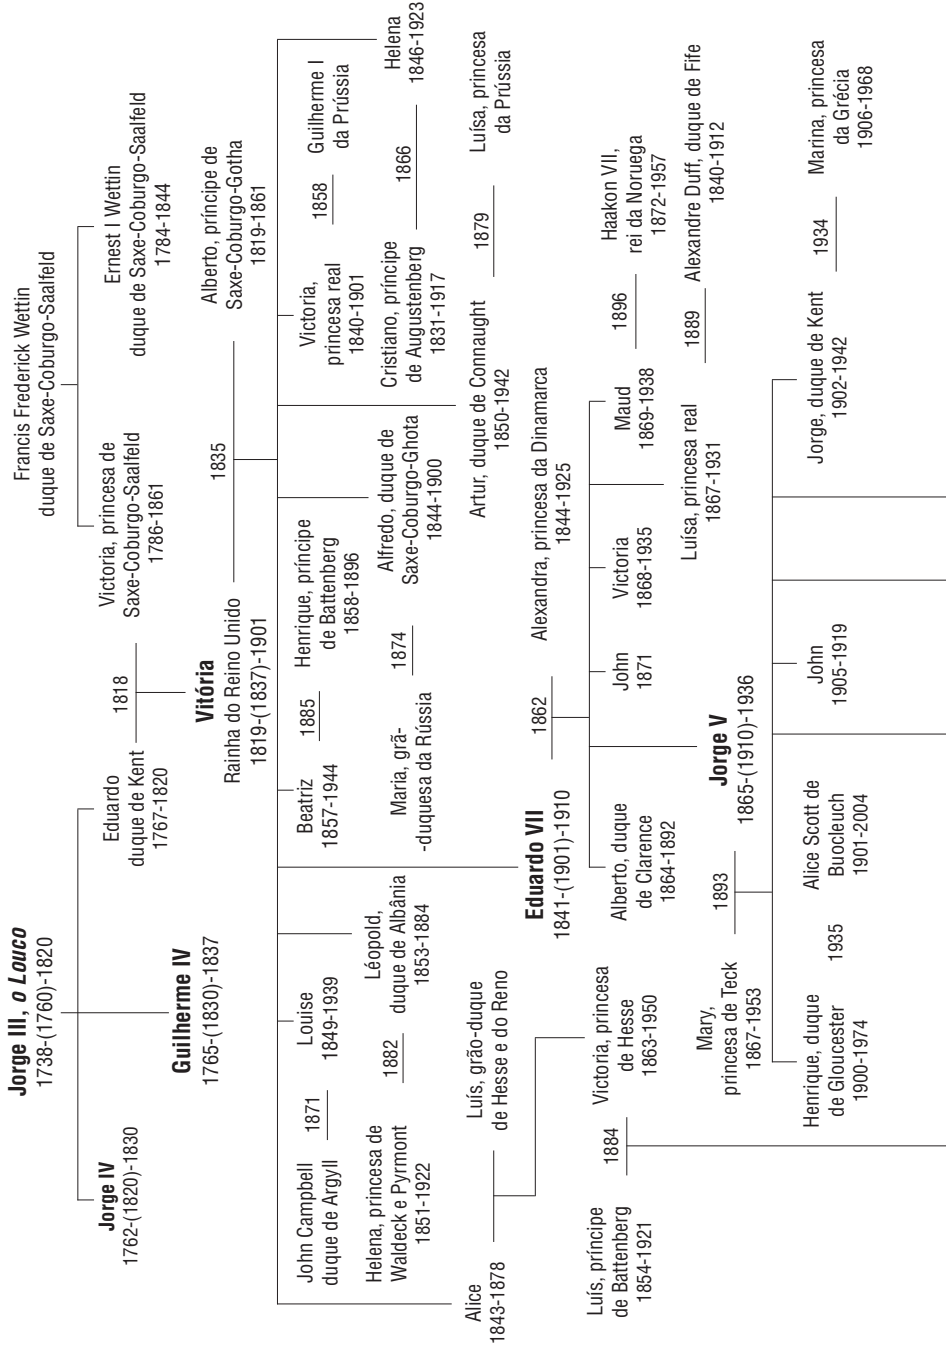 Jorge III, o Louco
1738-(1760)-1820
Francis Frederick Wettin
duque de Saxe-Coburgo-Saalfeld
Jorge IV
1762-(1820)-1830
Guilherme IV
1765-(1830)-1837
Eduardo
duque de Kent
1767-1820
1818
Victoria, princesa de
Saxe-Coburgo-Saalfeld
1786-1861
Ernest I Wettin
duque de Saxe-Coburgo-Saalfeld
1784-1844
Vitória
Rainha do Reino Unido
1819-(1837)-1901
1835
Alberto, príncipe de
Saxe-Coburgo-Gotha
1819-1861
John Campbell
duque de Argyll
1871
Louise
1849-1939
Beatriz
1857-1944
1885
Henrique, príncipe
de Battenberg
1858-1896
Victoria,
princesa real
1840-1901
1858
Guilherme I
da Prússia
Helena, princesa de
Waldeck e Pyrmont
1851-1922
1882
Léopold,
duque de Albânia
1853-1884
Maria, grã-
-duquesa da Rússia
1874
Alfredo, duque de
Saxe-Coburgo-Ghota
1844-1900
Cristiano, príncipe
de Augustenberg
1831-1917
1866
Helena
1846-1923
Alice
1843-1878
Luís, grão-duque
de Hesse e do Reno
Artur, duque de Connaught
1850-1942
1879
Luísa, princesa
da Prússia
Eduardo VII
1841-(1901)-1910
1862
Alexandra, princesa da Dinamarca
1844-1925
Luís, príncipe
de Battenberg
1854-1921
1884
Victoria, princesa
de Hesse
1863-1950
Alberto, duque
de Clarence
1864-1892
John
1871
Victoria
1868-1935
Maud
1869-1938
1896
Haakon VII,
rei da Noruega
1872-1957
Luísa, princesa real
1867-1931
1889
Alexandre Duff, duque de Fife
1840-1912
Mary,
princesa de Teck
1867-1953
1893
Jorge V
1865-(1910)-1936
Henrique, duque
de Gloucester
1900-1974
1935
Alice Scott de
Buocleuch
1901-2004
John
1905-1919
Jorge, duque de Kent
1902-1942
1934
Marina, princesa
da Grécia
1906-1968